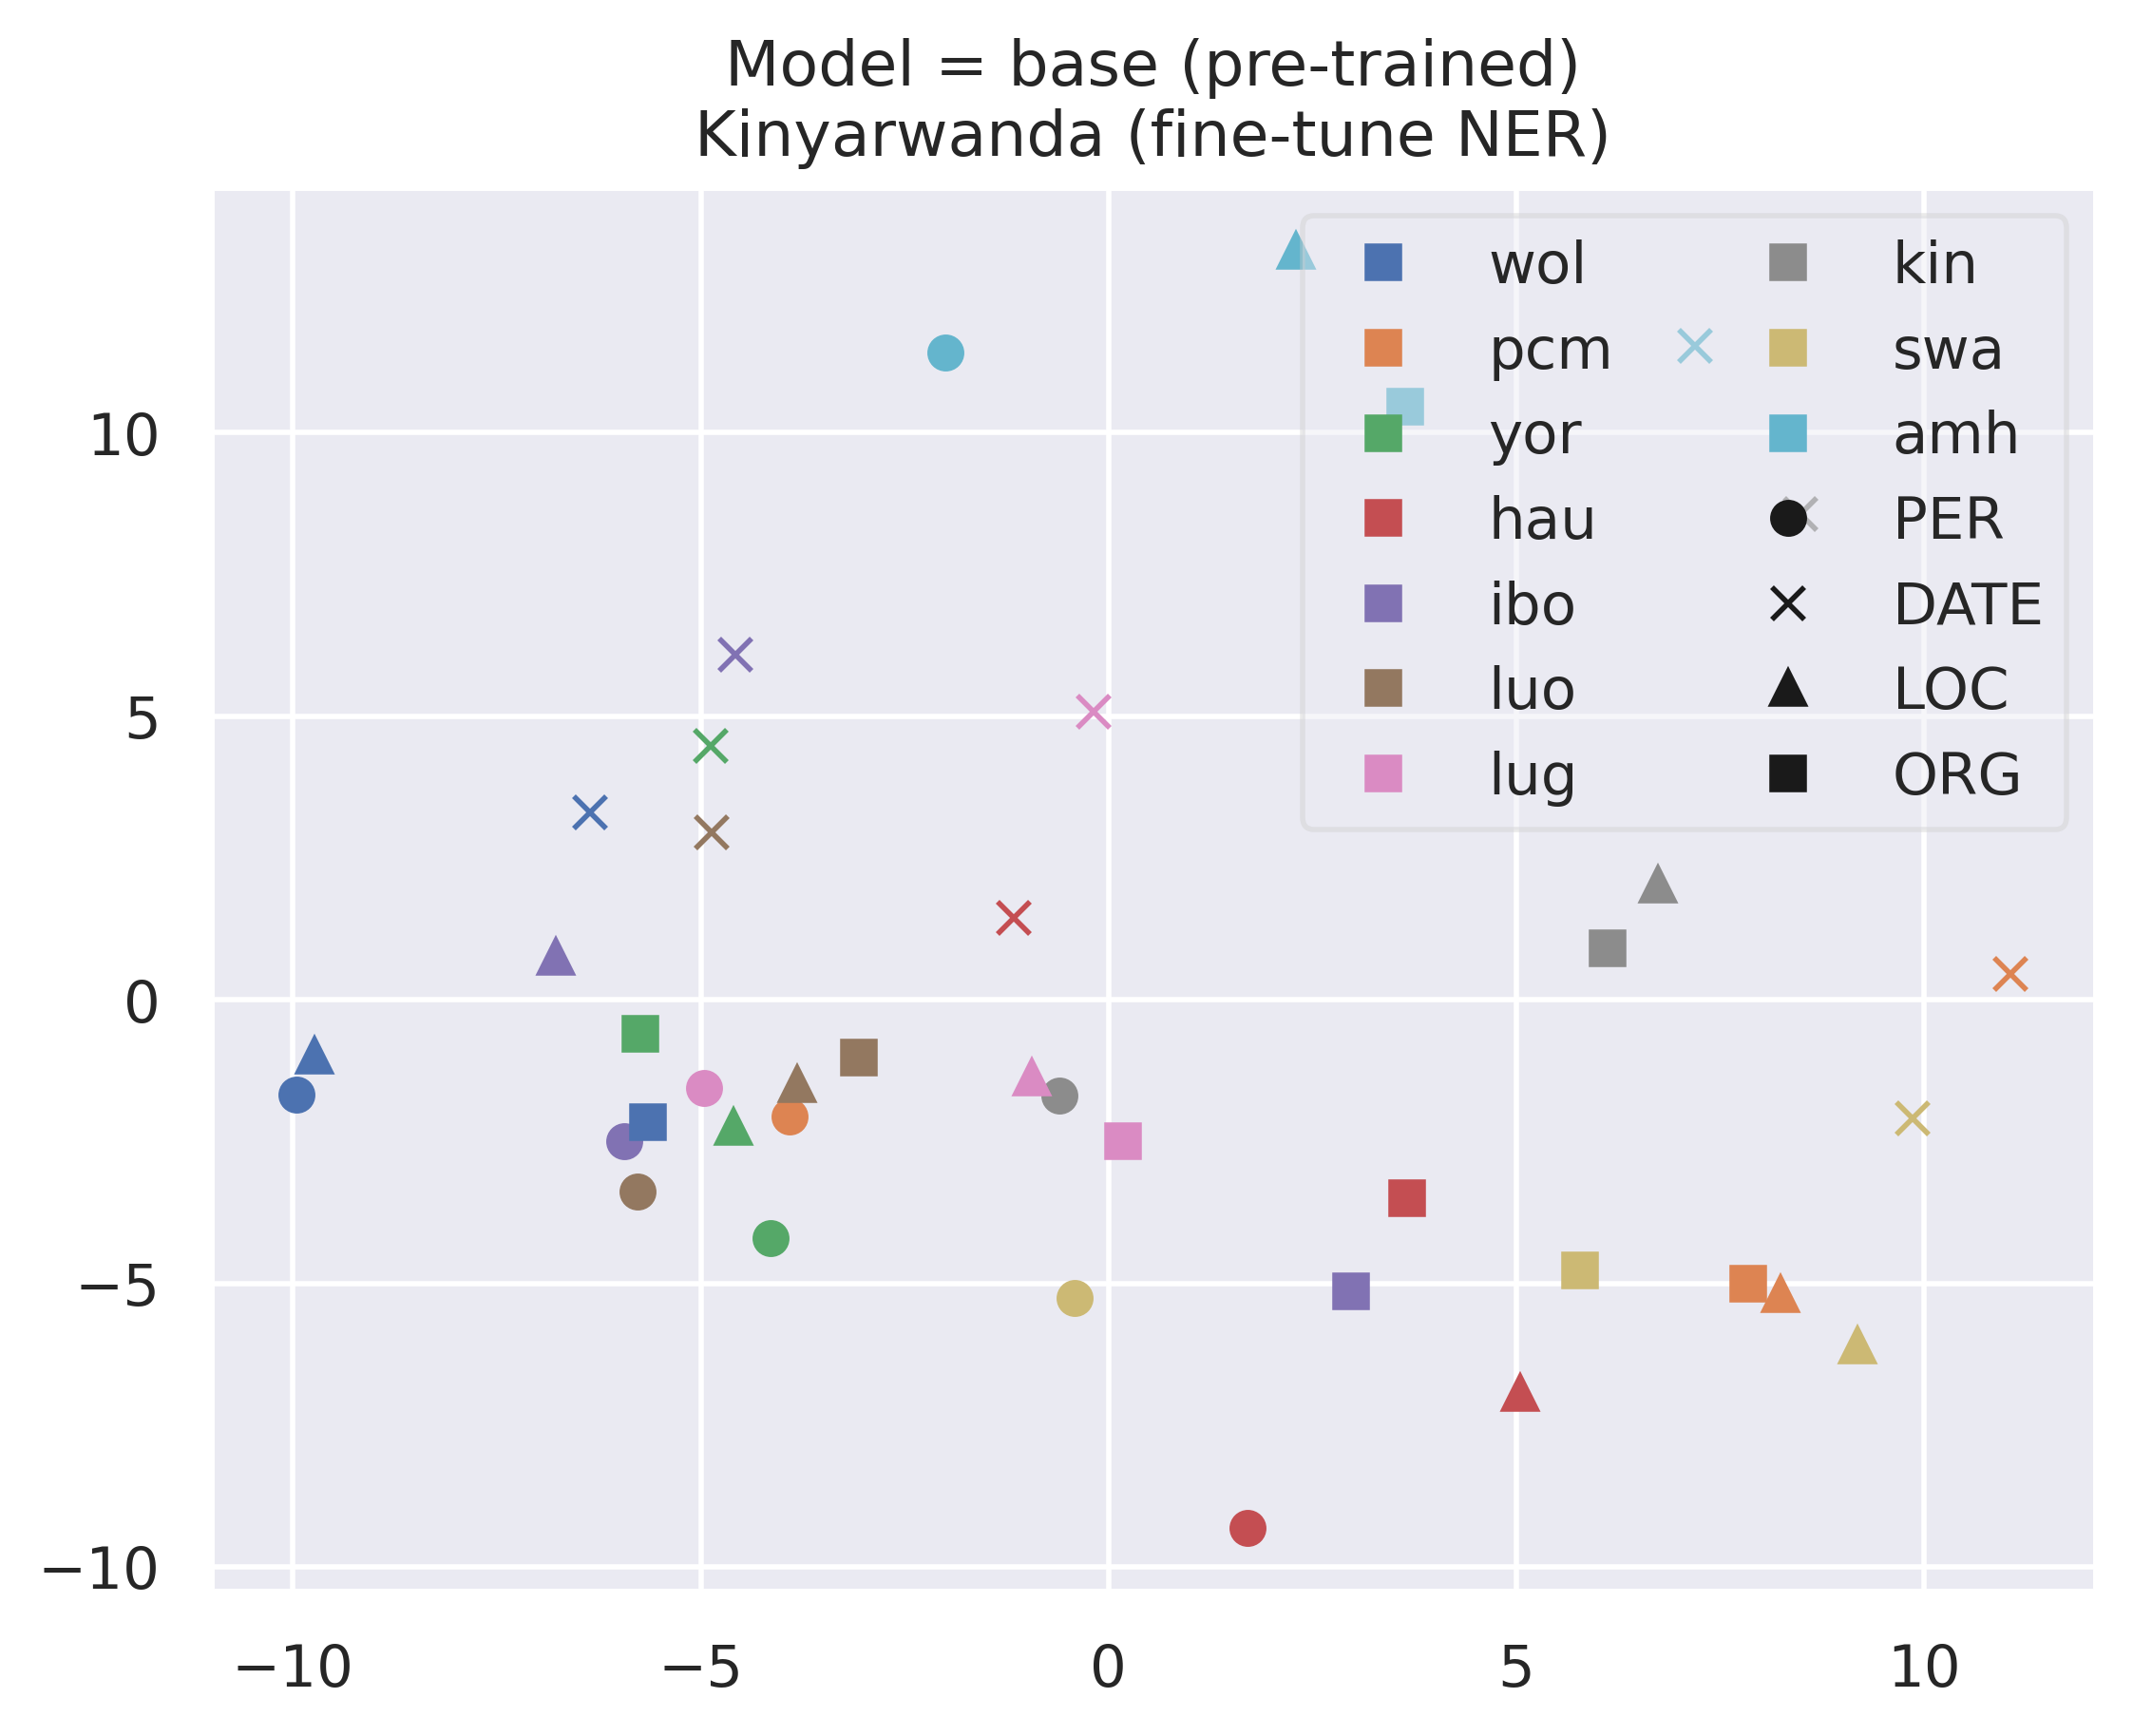 Model = base (pre-trained)
Kinyarwanda (fine-tune NER)
wol
pcm
yor
hau
ibo
luo
lug
kin
swa
amh
PER
DATE
LOC
ORG
10
5
0
−5
−10
−10 −5 0 5 10